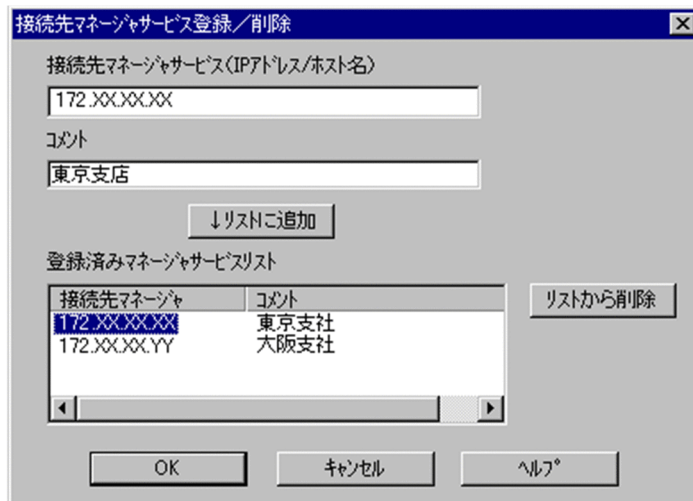 接続先マネージャサービス登録／削除
接続先ﾏﾈｰｼﾞｬｻｰﾋﾞｽ(IPｱﾄﾞﾚｽ/ﾎｽﾄ名)
172.XX.XX.XX
ｺﾒﾝﾄ
東京支店
↓ﾘｽﾄに追加
登録済みﾏﾈｰｼﾞｬｻｰﾋﾞｽﾘｽﾄ
接続先ﾏﾈｰｼﾞｬ ｺﾒﾝﾄ ﾘｽﾄから削除
172.XX.XX.XX 東京支社
172.XX.XX.YY 大阪支社
OK ｷｬﾝｾﾙ ﾍﾙﾌﾟ